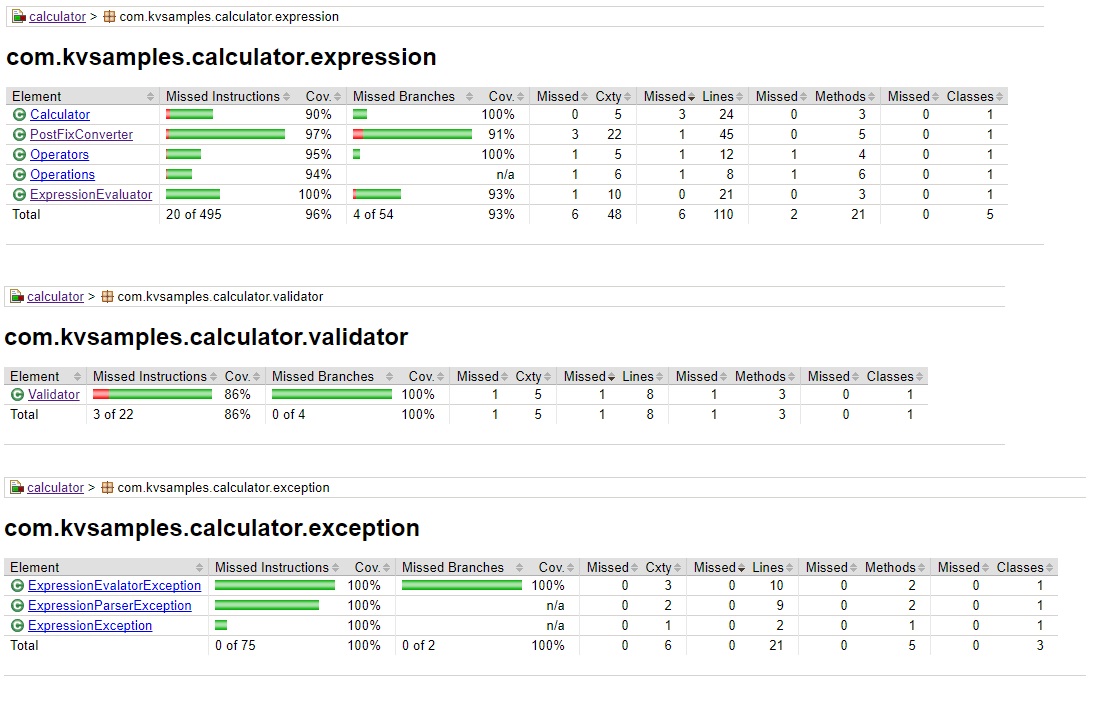 calculator > com.kvsamples.calculator.expression
com.kvsamples.calculator.expression
Element Missed Instructions Cov. Missed Branches Cov. Missed Cxty Missed Lines Missed Methods Missed Classes
Calculator 90% 100% 0 5 3 24 0 3 0 1
PostFixConverter 97% 91% 3 22 1 45 0 5 0 1
Operators 95% 100% 1 5 1 12 1 4 0 1
Operations 94% n/a 1 6 1 8 1 6 0 1
ExpressionEvaluator 100% 93% 1 10 0 21 0 3 0 1
Total 20 of 495 96% 4 of 54 93% 6 48 6 110 2 21 0 5
calculator > com.kvsamples.calculator.validator
com.kvsamples.calculator.validator
Element Missed Instructions Cov. Missed Branches Cov. Missed Cxty Missed Lines Missed Methods Missed Classes
Validator 86% 100% 1 5 1 8 1 3 0 1
Total 3 of 22 86% 0 of 4 100% 1 5 1 8 1 3 0 1
calculator > com.kvsamples.calculator.exception
com.kvsamples.calculator.exception
Element Missed Instructions Cov. Missed Branches Cov. Missed Cxty Missed Lines Missed Methods Missed Classes
ExpressionEvalatorException 100% 100% 0 3 0 10 0 2 0 1
ExpressionParserException 100% n/a 0 2 0 9 0 2 0 1
ExpressionException 100% n/a 0 1 0 2 0 1 0 1
Total 0 of 75 100% 0 of 2 100% 0 6 0 21 0 5 0 3